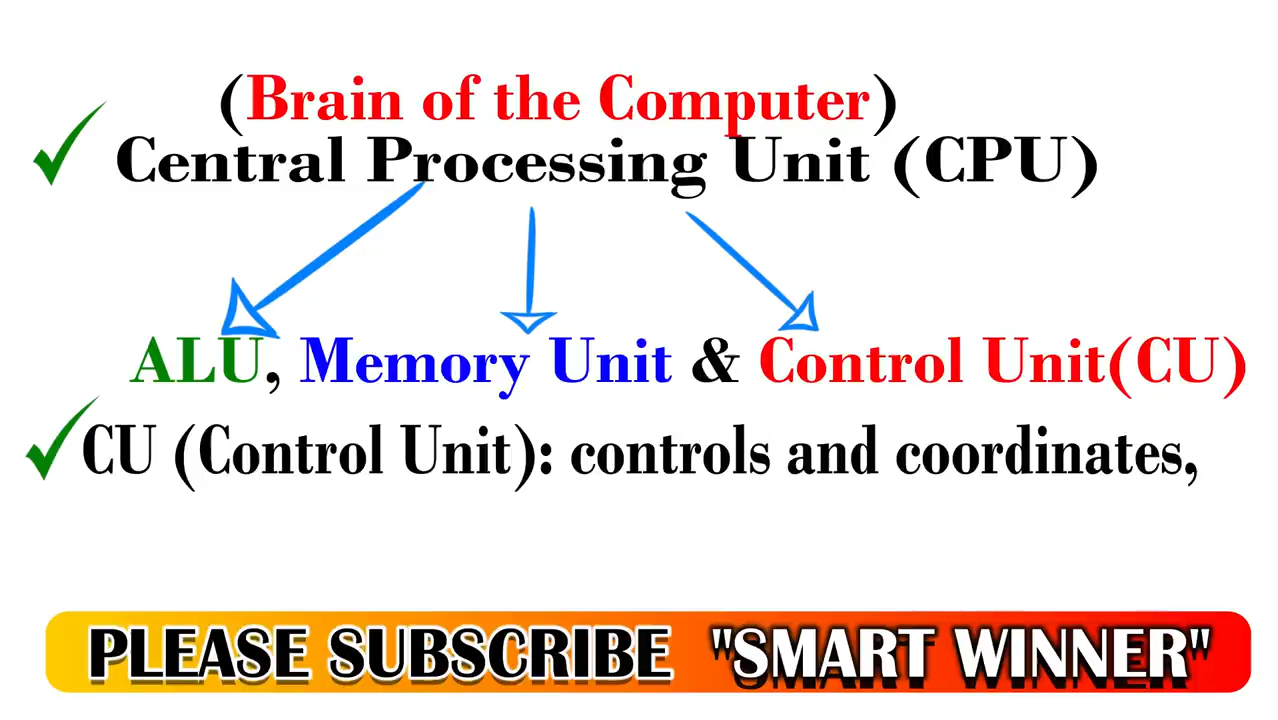 (Brain of the Computer)
Central Processing Unit (CPU)
ALU, Memory Unit & Control Unit(CU)
CU (Control Unit): controls and coordinates,
PLEASE SUBSCRIBE "SMART WINNER"